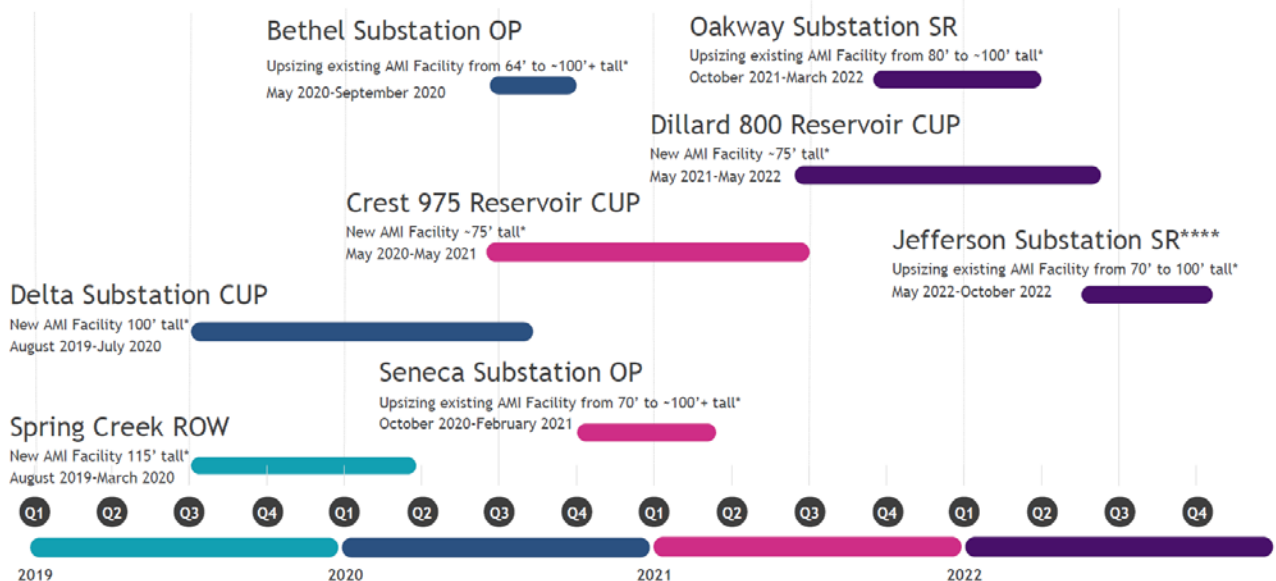 Bethel Substation OP
Upsizing existing AMI Facility from 64' to ~100'+ tall*
May 2020-September 2020
Oakway Substation SR
Upsizing existing AMI Facility from 80' to ~100' tall*
October 2021-March 2022
Dillard 800 Reservoir CUP
New AMI Facility ~75' tall*
May 2021-May 2022
Crest 975 Reservoir CUP
New AMI Facility ~75' tall*
May 2020-May 2021
Jefferson Substation SR****
Upsizing existing AMI Facility from 70' to 100' tall*
May 2022-October 2022
Delta Substation CUP
New AMI Facility 100' tall*
August 2019-July 2020
Seneca Substation OP
Upsizing existing AMI Facility from 70' to ~100'+ tall*
October 2020-February 2021
Spring Creek ROW
New AMI Facility 115' tall*
August 2019-March 2020
Q1 Q2 Q3 Q4 Q1 Q2 Q3 Q4 Q1 Q2 Q3 Q4 Q1 Q2 Q3 Q4
2019 2020 2021 2022